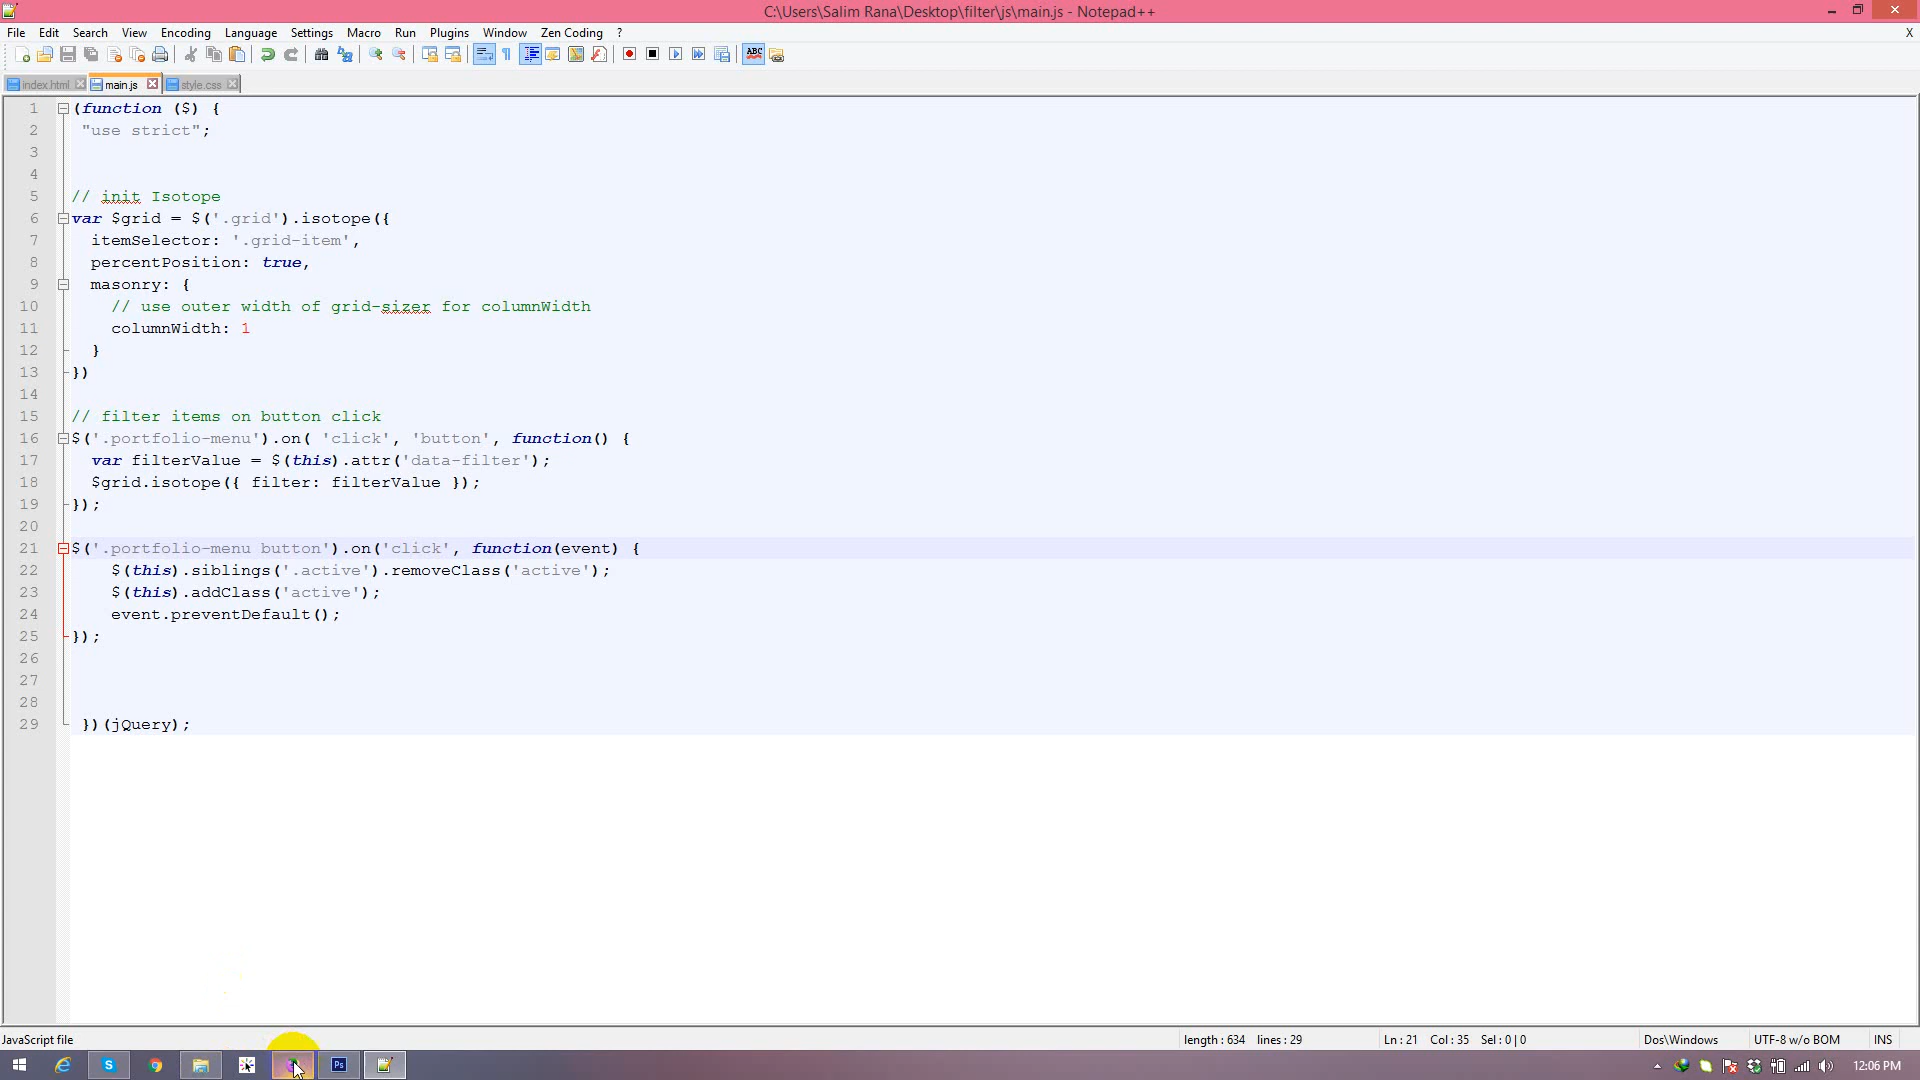 C:\Users\Salim Rana\Desktop\filter\js\main.js - Notepad++
File Edit Search View Encoding Language Settings Macro Run Plugins Window Zen Coding ? X
ABC
index.html main.js style.css
1 (function ($) {
2 "use strict";
3
4
5 // init Isotope
6 var $grid = $('.grid').isotope({
7 itemSelector: '.grid-item',
8 percentPosition: true,
9 masonry: {
10 // use outer width of grid-sizer for columnWidth
11 columnWidth: 1
12 }
13 })
14
15 // filter items on button click
16 $('.portfolio-menu').on( 'click', 'button', function() {
17 var filterValue = $(this).attr('data-filter');
18 $grid.isotope({ filter: filterValue });
19 });
20
21 $('.portfolio-menu button').on('click', function(event) {
22 $(this).siblings('.active').removeClass('active');
23 $(this).addClass('active');
24 event.preventDefault();
25 });
26
27
28
29 })(jQuery);
JavaScript file length : 634 lines : 29 Ln : 21 Col : 35 Sel : 0 | 0 Dos\Windows UTF-8 w/o BOM INS
Ps 12:06 PM